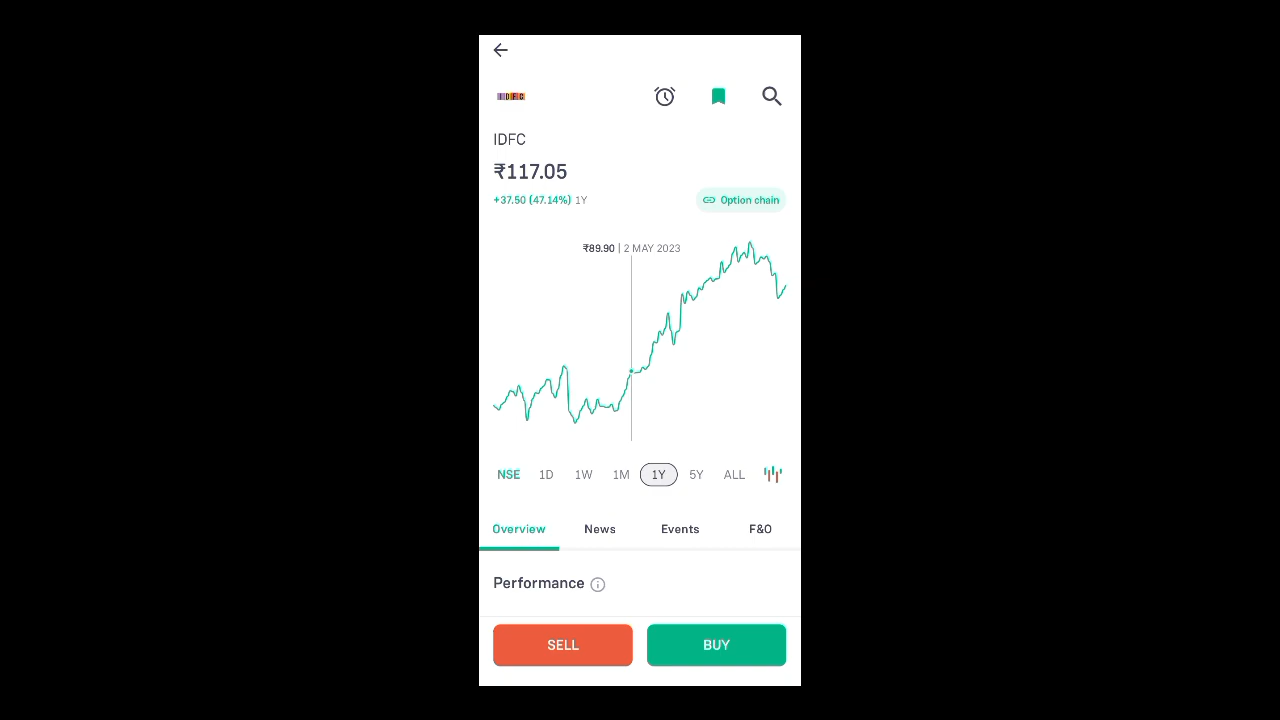 IDFC
IDFC
₹117.05
+37.50 (47.14%) 1Y
Option chain
₹89.90 | 2 MAY 2023
NSE 1D 1W 1M 1Y 5Y ALL
Overview News Events F&O
Performance
SELL BUY